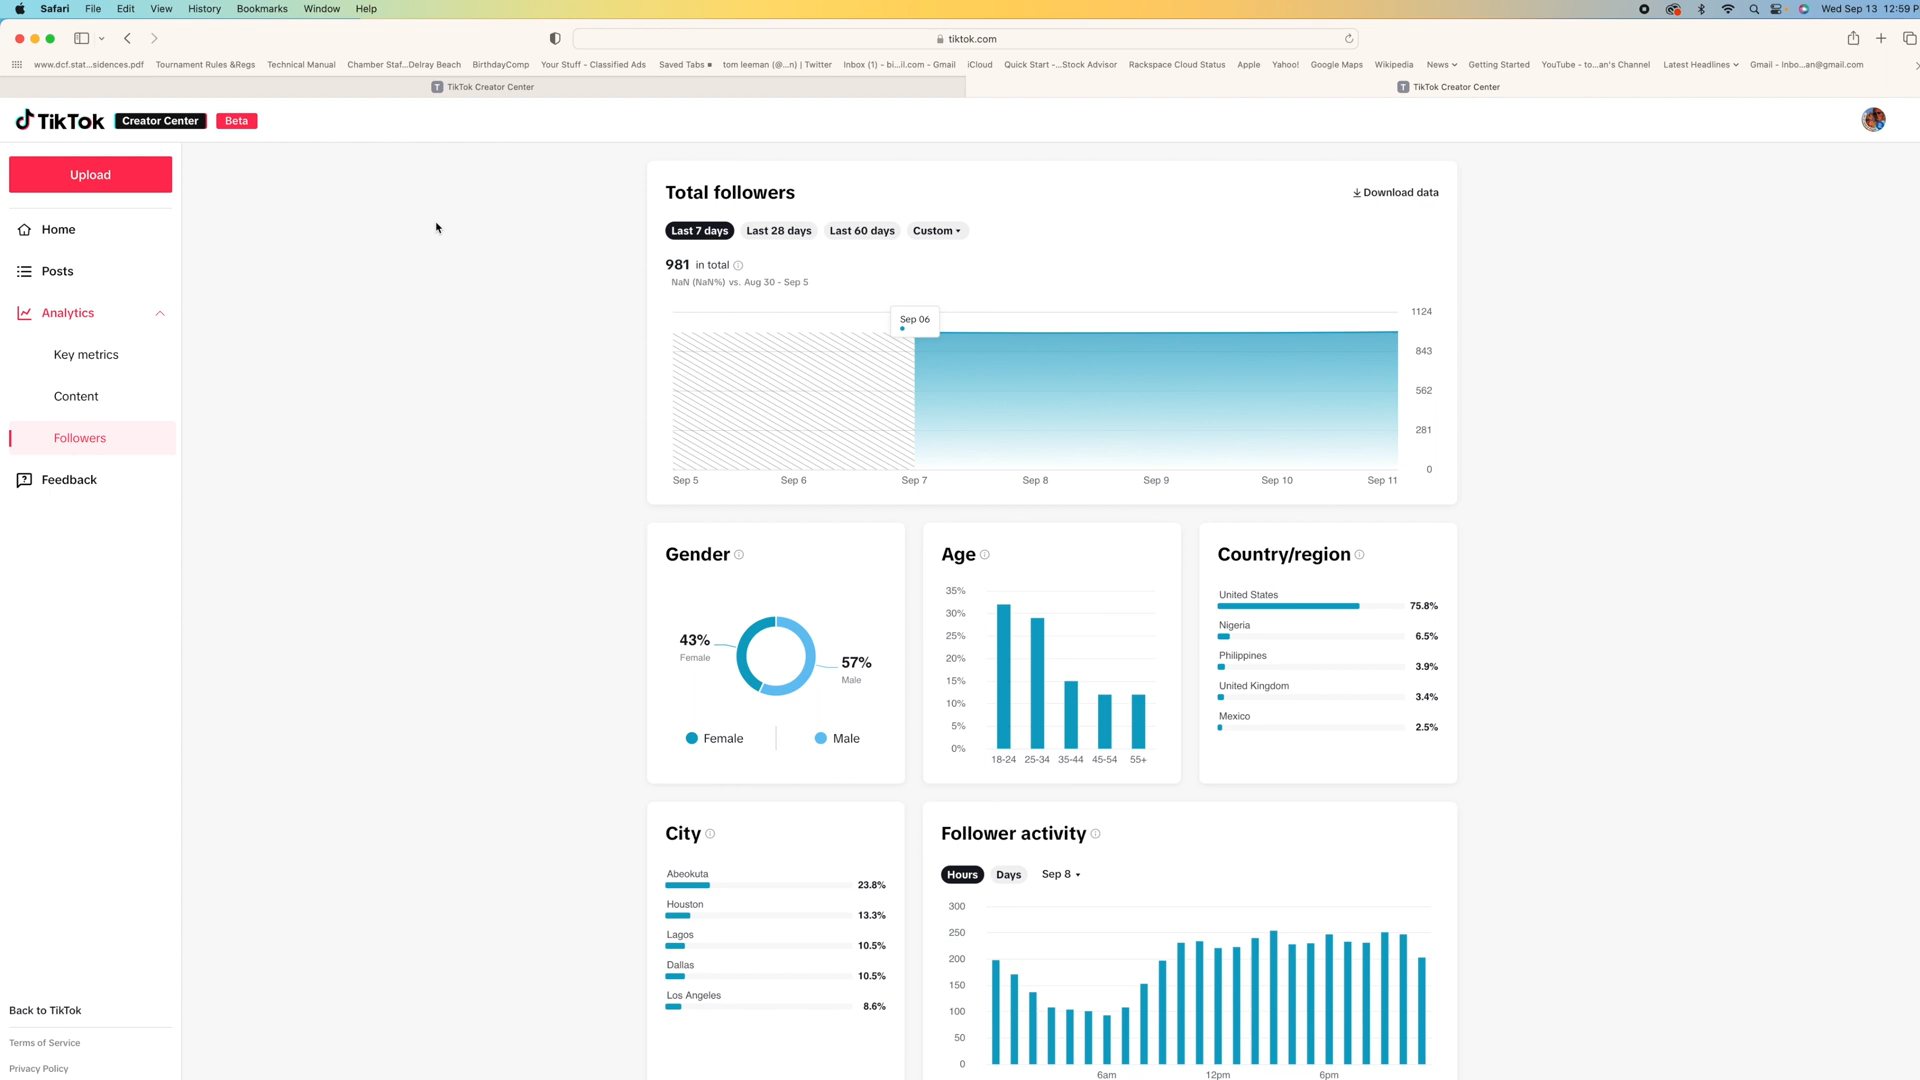 Safari File Edit View History Bookmarks Window Help Wed Sep 13 12:59 P
tiktok.com
www.dcf.stat...sidences.pdf Tournament Rules &Regs Technical Manual Chamber Staf...Delray Beach BirthdayComp Your Stuff - Classified Ads Saved Tabs tom leeman (@...n) | Twitter Inbox (1) - bi...il.com - Gmail iCloud Quick Start -...Stock Advisor Rackspace Cloud Status Apple Yahoo! Google Maps Wikipedia News Getting Started YouTube - to...an's Channel Latest Headlines Gmail - Inbo...an@gmail.com
T TikTok Creator Center T TikTok Creator Center
TikTok Creator Center Beta
Upload
Home
Posts
Analytics
Key metrics
Content
Followers
Feedback
Back to TikTok
Terms of Service
Privacy Policy
Total followers Download data
Last 7 days Last 28 days Last 60 days Custom
981 in total
NaN (NaN%) vs. Aug 30 - Sep 5
Sep 06
1124
843
562
281
0
Sep 5 Sep 6 Sep 7 Sep 8 Sep 9 Sep 10 Sep 11
Gender
43%
Female
57%
Male
Female Male
Age
35%
30%
25%
20%
15%
10%
5%
0%
18-24 25-34 35-44 45-54 55+
Country/region
United States
75.8%
Nigeria
6.5%
Philippines
3.9%
United Kingdom
3.4%
Mexico
2.5%
City
Abeokuta
23.8%
Houston
13.3%
Lagos
10.5%
Dallas
10.5%
Los Angeles
8.6%
Follower activity
Hours Days Sep 8
300
250
200
150
100
50
0
6am 12pm 6pm